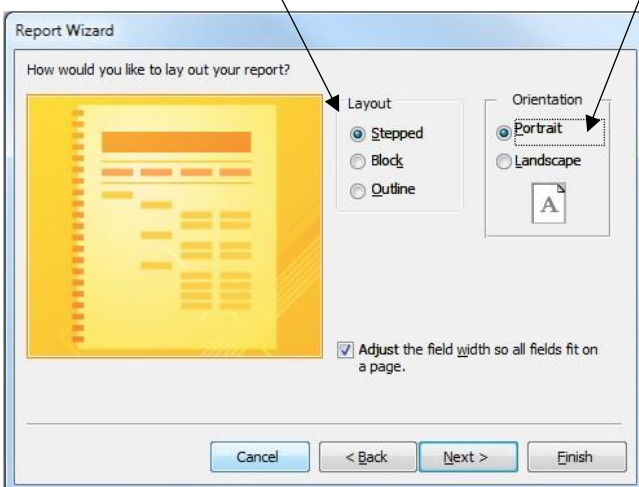 Report Wizard
How would you like to lay out your report?
Layout
Stepped
Block
Outline
Orientation
Portrait
Landscape
A
Adjust the field width so all fields fit on
a page.
Cancel
< Back
Next >
Finish